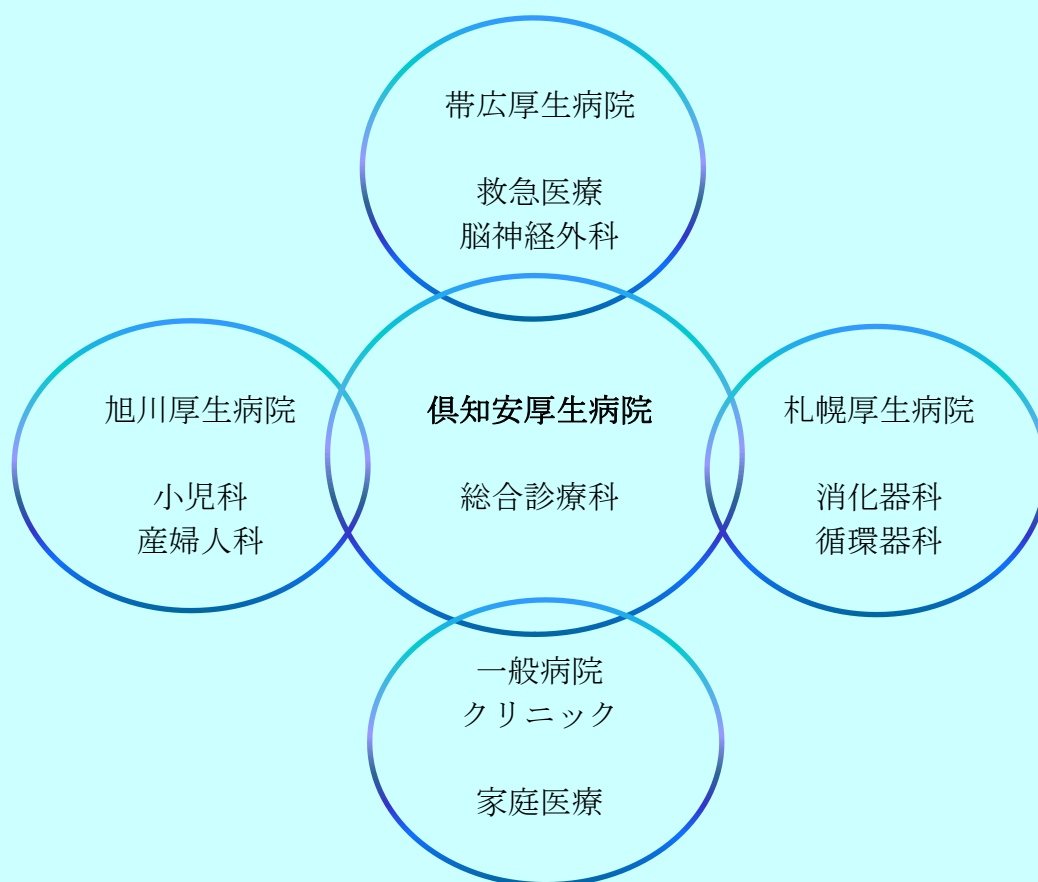 帯広厚生病院
救急医療
脳神経外科
旭川厚生病院
小児科
産婦人科
倶知安厚生病院
総合診療科
札幌厚生病院
消化器科
循環器科
一般病院
クリニック
家庭医療